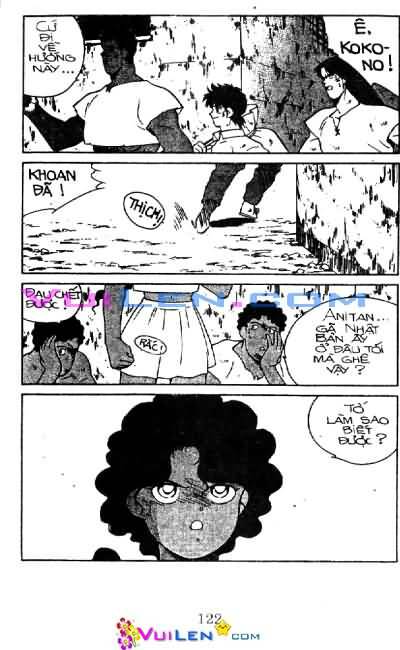 CỨ
ĐI
VỀ
HƯỚNG
NÀY...
Ê,
KOKO-
NO!
KHOAN
ĐÃ!
THỊCH!
ĐAU CHẾT
ĐƯỢC!
RẮC!
ANITAN...
GÃ NHẬT
BẢN ẤY
Ở ĐÂU TỚI
MÀ GHÊ
VẬY?
VUILEN.COM
TỚ
LÀM SAO
BIẾT
ĐƯỢC?
122
VUILEN.COM